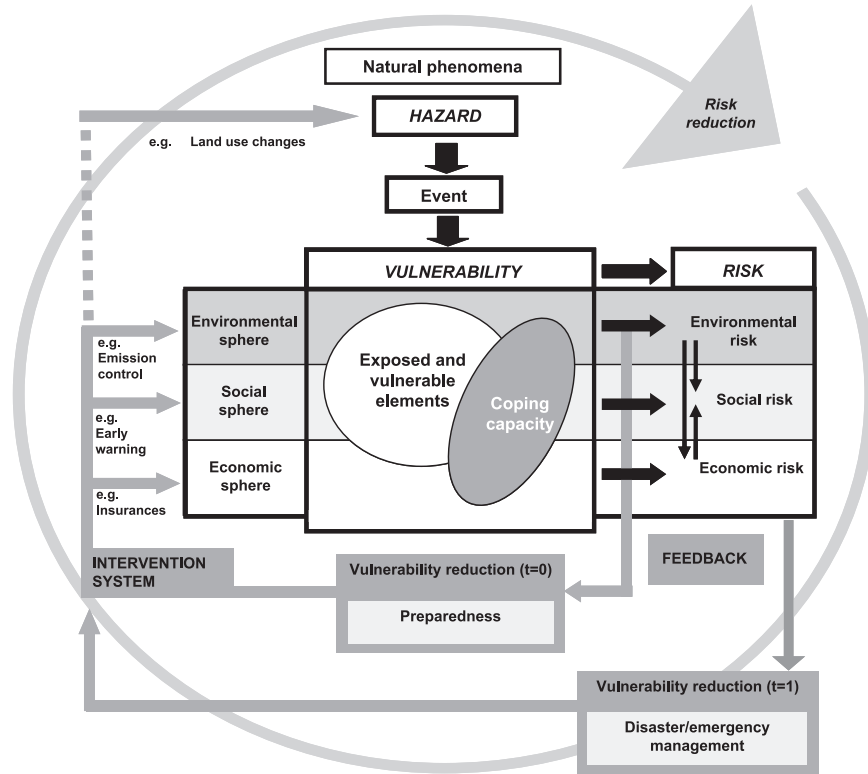 Natural phenomena
Risk
reduction
HAZARD
e.g. Land use changes
Event
VULNERABILITY
RISK
Environmental
sphere
Environmental
risk
e.g.
Emission
control
Exposed and
vulnerable
elements
Social
sphere
Coping
capacity
Social risk
e.g.
Early
warning
Economic
sphere
Economic risk
e.g.
Insurances
INTERVENTION
SYSTEM
Vulnerability reduction (t=0)
FEEDBACK
Preparedness
Vulnerability reduction (t=1)
Disaster/emergency
management